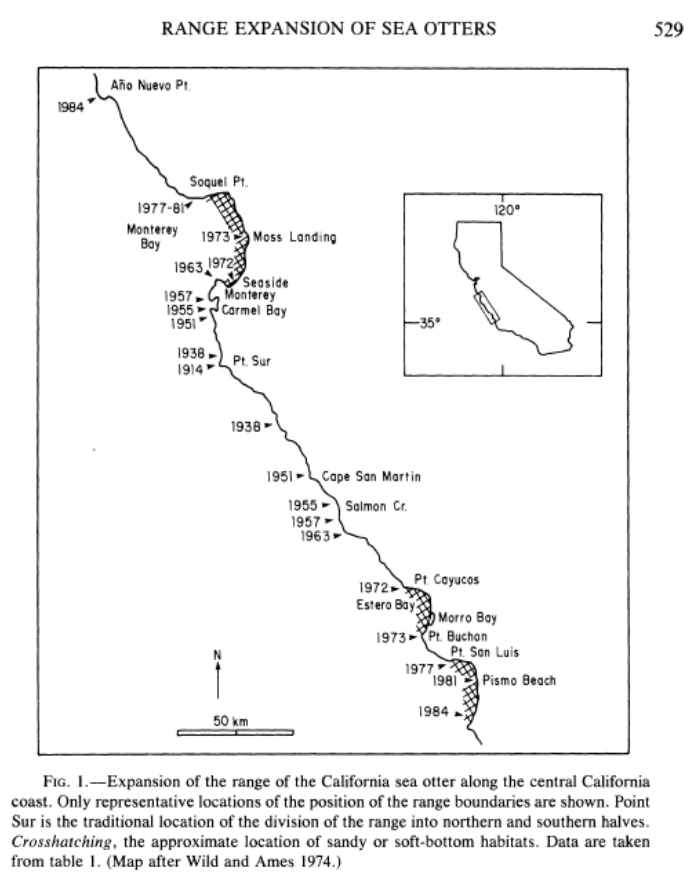 RANGE EXPANSION OF SEA OTTERS 529
Año Nuevo Pt.
1984
Soquel Pt.
1977-81
Monterey
Bay
1973
Moss Landing
1963
1972
Seaside
1957
Monterey
1955
Carmel Bay
1951
1938
Pt. Sur
1914
1938
1951
Cape San Martin
1955
Salmon Cr.
1957
1963
Pt. Cayucos
1972
Estero Bay
Morro Bay
1973
Pt. Buchon
Pt. San Luis
1977
1981
Pismo Beach
1984
N
50 km
120°
35°
FIG. 1.—Expansion of the range of the California sea otter along the central California
coast. Only representative locations of the position of the range boundaries are shown. Point
Sur is the traditional location of the division of the range into northern and southern halves.
Crosshatching, the approximate location of sandy or soft-bottom habitats. Data are taken
from table 1. (Map after Wild and Ames 1974.)